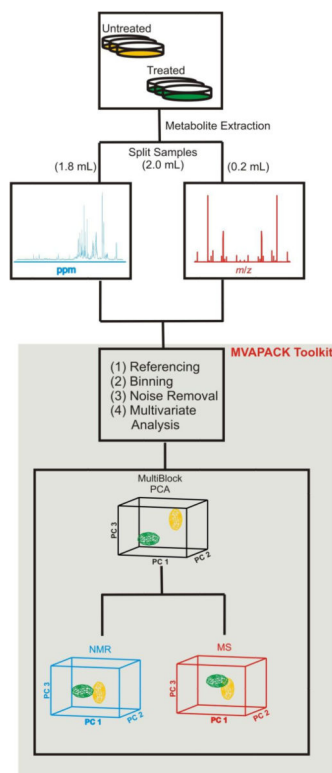 Untreated
Treated
Metabolite Extraction
Split Samples
(1.8 mL)
(2.0 mL)
(0.2 mL)
ppm
m/z
MVAPACK Toolkit
(1) Referencing
(2) Binning
(3) Noise Removal
(4) Multivariate
Analysis
MultiBlock
PCA
PC 3
PC 1
PC 2
NMR
PC 3
PC 1
PC 2
MS
PC 3
PC 1
PC 2